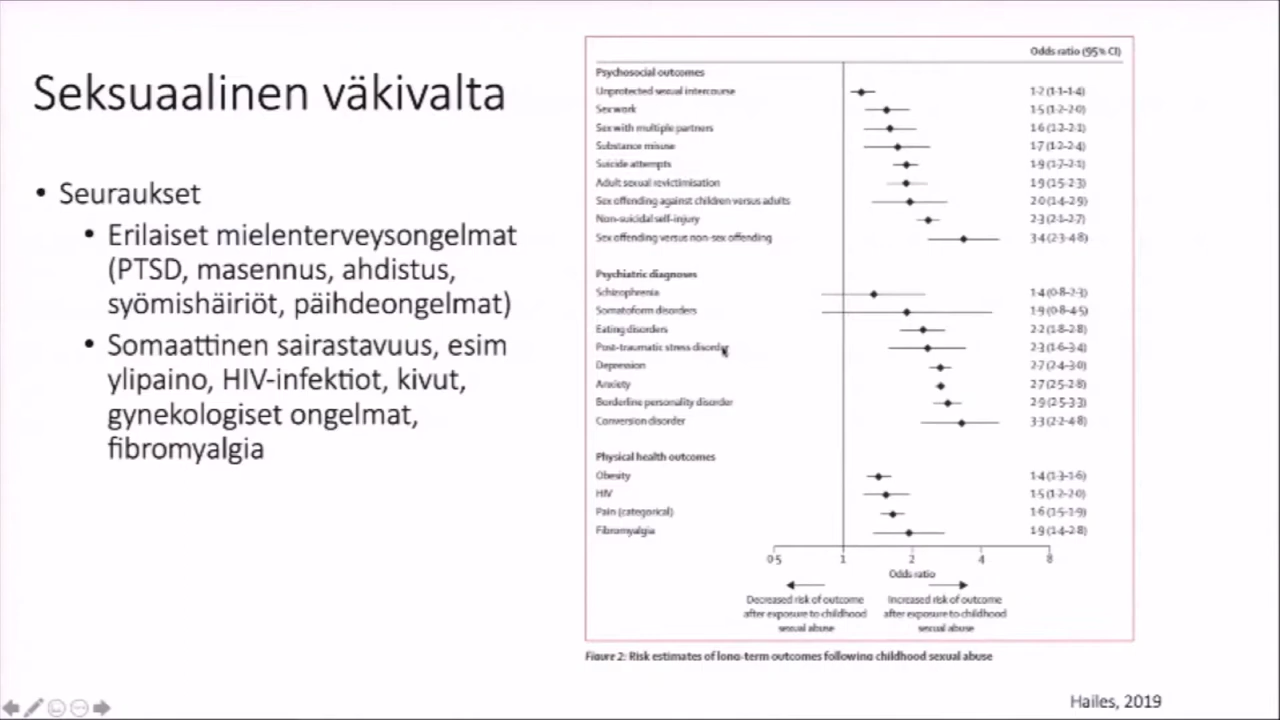 Seksuaalinen väkivalta
• Seuraukset
• Erilaiset mielenterveysongelmat
(PTSD, masennus, ahdistus,
syömishäiriöt, päihdeongelmat)
• Somaattinen sairastavuus, esim
ylipaino, HIV-infektiot, kivut,
gynekologiset ongelmat,
fibromyalgia
Odds ratio (95% CI)
Psychosocial outcomes
Unprotected sexual intercourse 1·2 (1·1–1·4)
Sex work 1·5 (1·2–2·0)
Sex with multiple partners 1·6 (1·2–2·1)
Substance misuse 1·7 (1·2–2·4)
Suicide attempts 1·9 (1·7–2·1)
Adult sexual revictimisation 1·9 (1·5–2·3)
Sex offending against children versus adults 2·0 (1·4–2·9)
Non-suicidal self-injury 2·3 (2·1–2·7)
Sex offending versus non-sex offending 3·4 (2·3–4·8)
Psychiatric diagnoses
Schizophrenia 1·4 (0·8–2·3)
Somatoform disorders 1·9 (0·8–4·5)
Eating disorders 2·2 (1·8–2·8)
Post-traumatic stress disorder 2·3 (1·6–3·4)
Depression 2·7 (2·4–3·0)
Anxiety 2·7 (2·5–2·8)
Borderline personality disorder 2·9 (2·5–3·3)
Conversion disorder 3·3 (2·2–4·8)
Physical health outcomes
Obesity 1·4 (1·3–1·6)
HIV 1·5 (1·2–2·0)
Pain (categorical) 1·6 (1·5–1·9)
Fibromyalgia 1·9 (1·4–2·8)
0·5 1 2 4 8
Odds ratio
Decreased risk of outcome
after exposure to childhood
sexual abuse
Increased risk of outcome
after exposure to childhood
sexual abuse
Figure 2: Risk estimates of long-term outcomes following childhood sexual abuse
Hailes, 2019